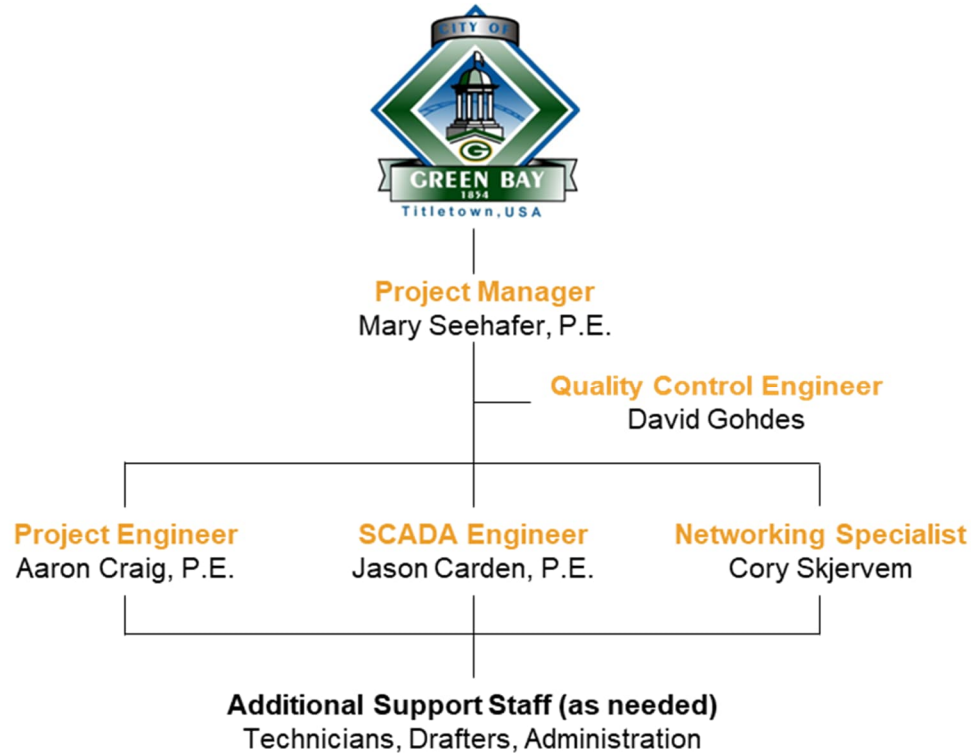 CITY OF
G
GREEN BAY
1854
Titletown, USA
Project Manager
Mary Seehafer, P.E.
Quality Control Engineer
David Gohdes
Project Engineer
Aaron Craig, P.E.
SCADA Engineer
Jason Carden, P.E.
Networking Specialist
Cory Skjervem
Additional Support Staff (as needed)
Technicians, Drafters, Administration